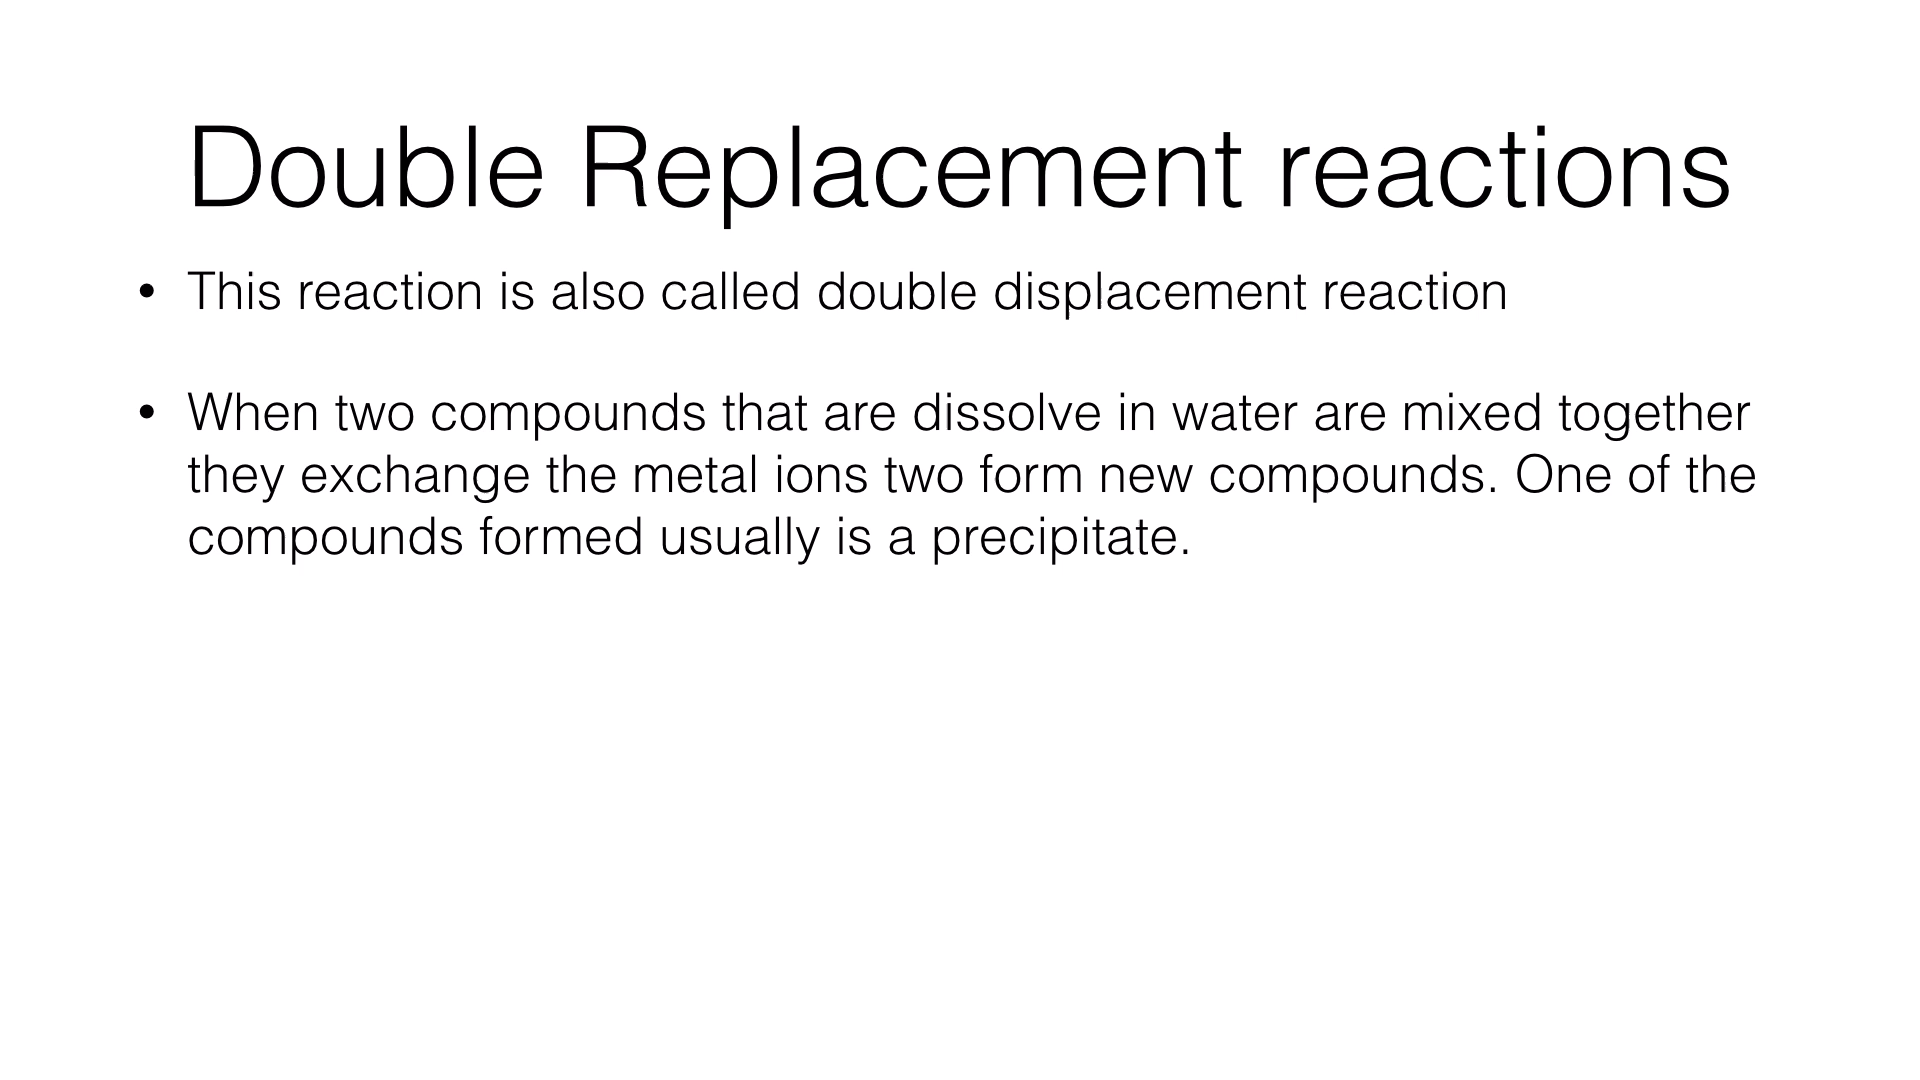 Double Replacement reactions
• This reaction is also called double displacement reaction
• When two compounds that are dissolve in water are mixed together
they exchange the metal ions two form new compounds. One of the
compounds formed usually is a precipitate.